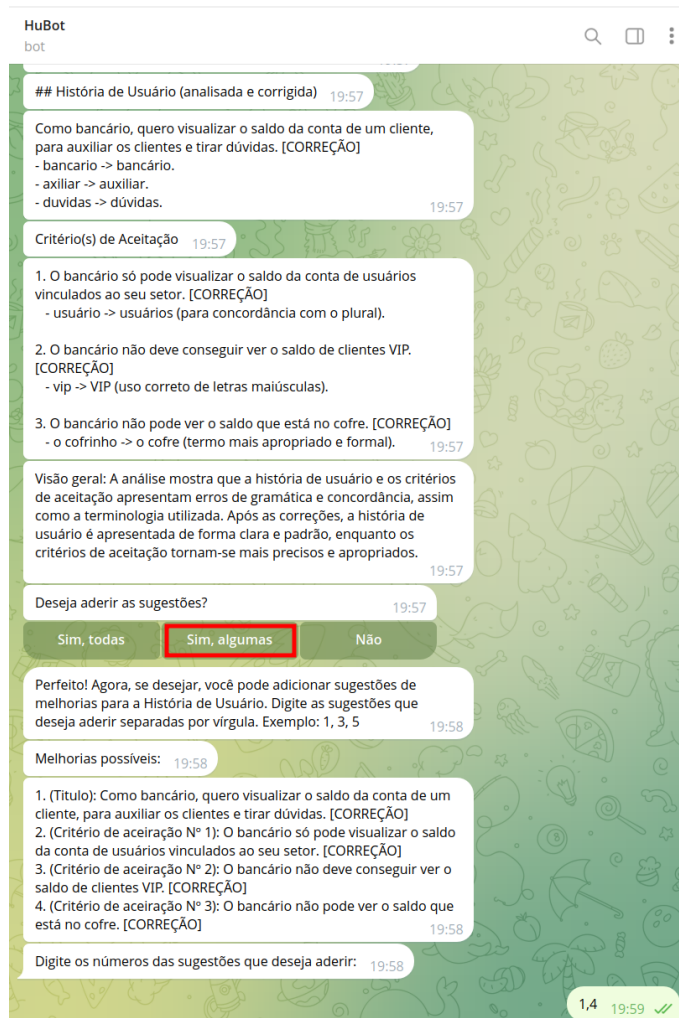 HuBot
bot
## História de Usuário (analisada e corrigida) 19:57
Como bancário, quero visualizar o saldo da conta de um cliente,
para auxiliar os clientes e tirar dúvidas. [CORREÇÃO]
- bancario -> bancário.
- axiliar -> auxiliar.
- duvidas -> dúvidas.
19:57
Critério(s) de Aceitação 19:57
1. O bancário só pode visualizar o saldo da conta de usuários
vinculados ao seu setor. [CORREÇÃO]
- usuário -> usuários (para concordância com o plural).
2. O bancário não deve conseguir ver o saldo de clientes VIP.
[CORREÇÃO]
- vip -> VIP (uso correto de letras maiúsculas).
3. O bancário não pode ver o saldo que está no cofre. [CORREÇÃO]
- o cofrinho -> o cofre (termo mais apropriado e formal).
19:57
Visão geral: A análise mostra que a história de usuário e os critérios
de aceitação apresentam erros de gramática e concordância, assim
como a terminologia utilizada. Após as correções, a história de
usuário é apresentada de forma clara e padrão, enquanto os
critérios de aceitação tornam-se mais precisos e apropriados.
19:57
Deseja aderir as sugestões? 19:57
Sim, todas Sim, algumas Não
Perfeito! Agora, se desejar, você pode adicionar sugestões de
melhorias para a História de Usuário. Digite as sugestões que
deseja aderir separadas por vírgula. Exemplo: 1, 3, 5
19:58
Melhorias possíveis: 19:58
1. (Titulo): Como bancário, quero visualizar o saldo da conta de um
cliente, para auxiliar os clientes e tirar dúvidas. [CORREÇÃO]
2. (Critério de aceiração Nº 1): O bancário só pode visualizar o saldo
da conta de usuários vinculados ao seu setor. [CORREÇÃO]
3. (Critério de aceiração Nº 2): O bancário não deve conseguir ver o
saldo de clientes VIP. [CORREÇÃO]
4. (Critério de aceiração Nº 3): O bancário não pode ver o saldo que
está no cofre. [CORREÇÃO]
19:58
Digite os números das sugestões que deseja aderir: 19:58
1,4 19:59